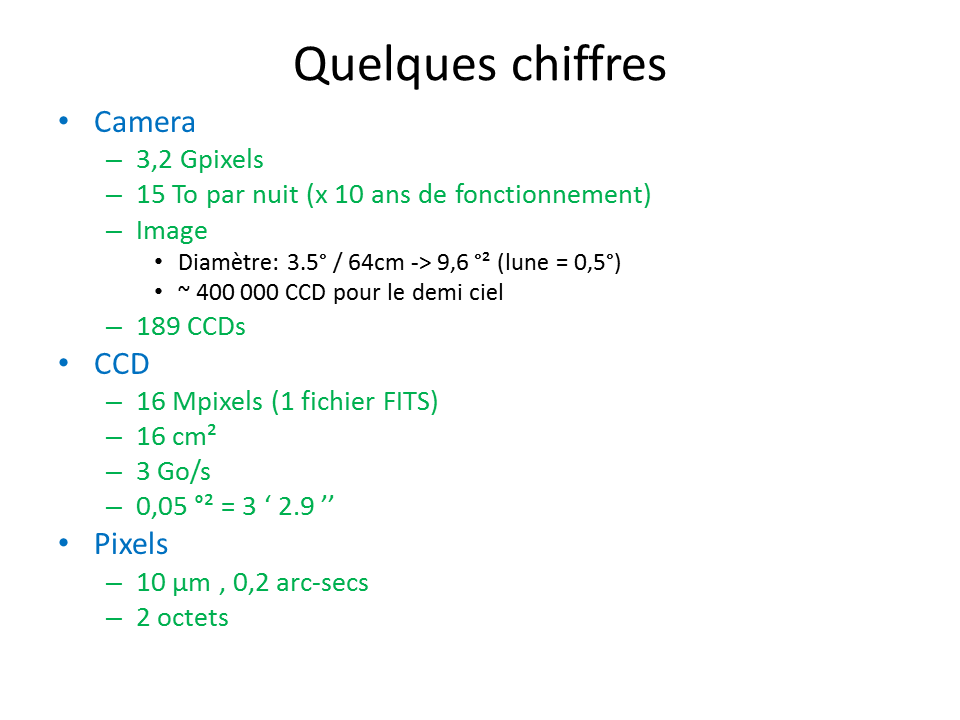 Quelques chiffres
• Camera
– 3,2 Gpixels
– 15 To par nuit (x 10 ans de fonctionnement)
– Image
• Diamètre: 3.5° / 64cm -> 9,6 °² (lune = 0,5°)
• ~ 400 000 CCD pour le demi ciel
– 189 CCDs
• CCD
– 16 Mpixels (1 fichier FITS)
– 16 cm²
– 3 Go/s
– 0,05 °² = 3 ‘ 2.9 ’’
• Pixels
– 10 µm , 0,2 arc-secs
– 2 octets